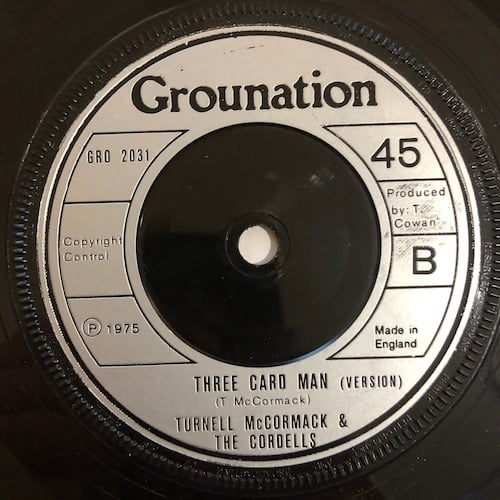 Grounation
GRO 2031
45
Produced
by: T.
Cowan
Copyright
Control
B
Ⓟ 1975
Made in
England
THREE CARD MAN (VERSION)
(T. McCormack)
TURNELL McCORMACK &
THE CORDELLS